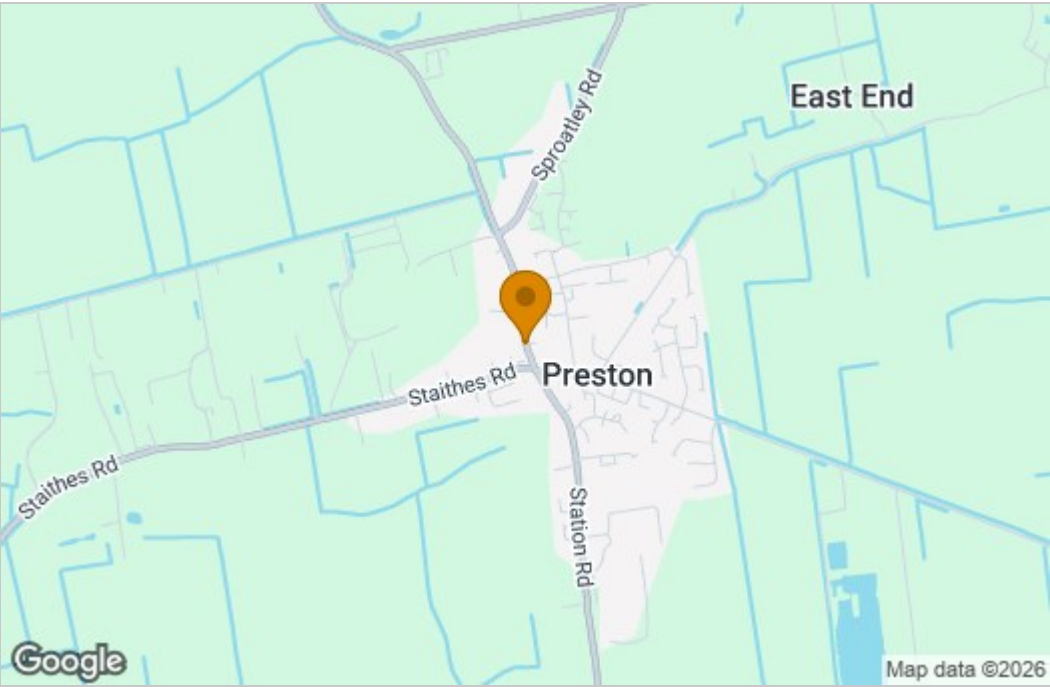 East End
Sproatley Rd
Preston
Staithes Rd
Staithes Rd
Station Rd
Google
Map data ©2026